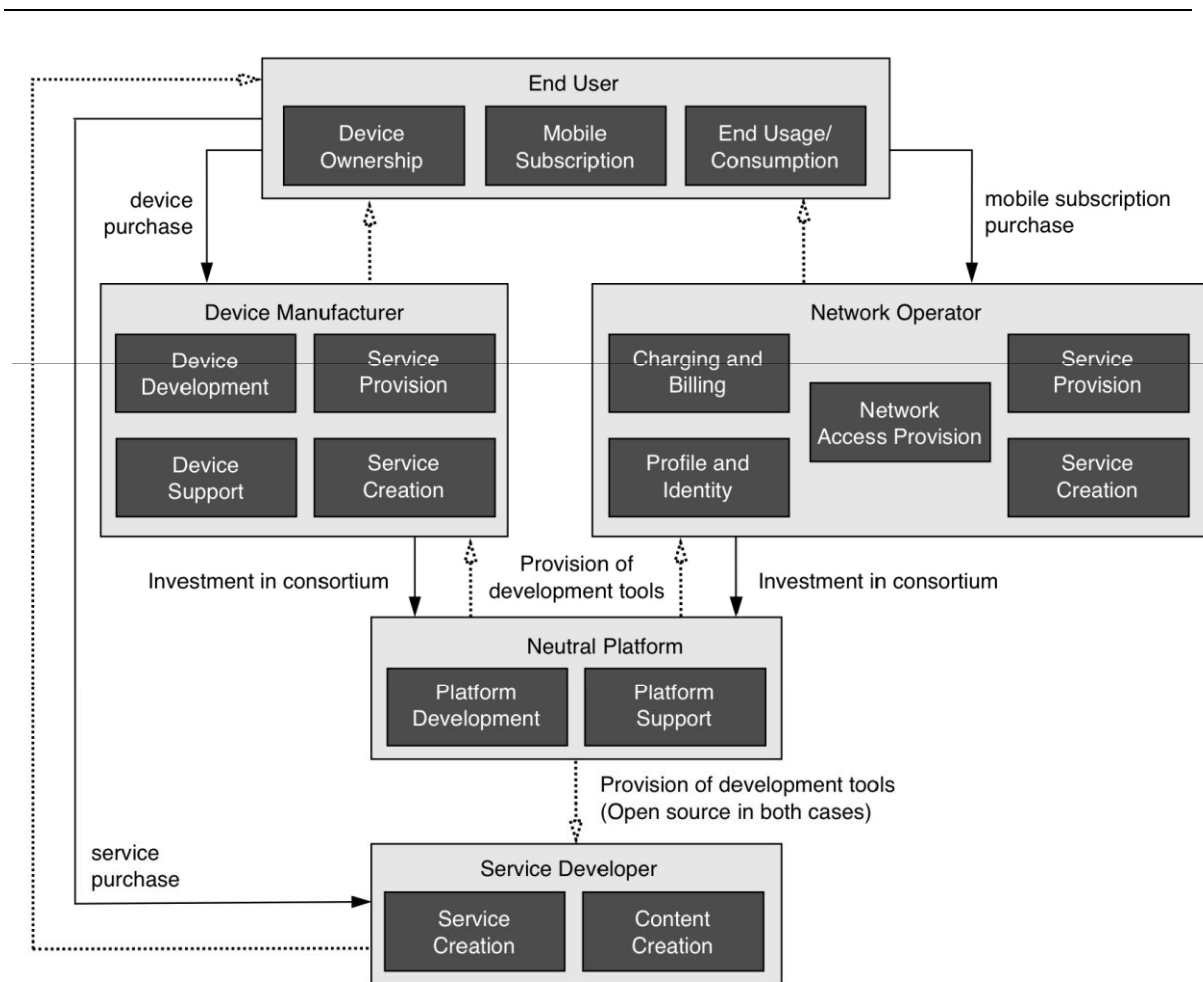 End User
Device
Ownership
Mobile
Subscription
End Usage/
Consumption
device
purchase
mobile subscription
purchase
Device Manufacturer
Device
Development
Service
Provision
Device
Support
Service
Creation
Network Operator
Charging and
Billing
Service
Provision
Network
Access Provision
Profile and
Identity
Service
Creation
Investment in consortium
Provision of
development tools
Investment in consortium
Neutral Platform
Platform
Development
Platform
Support
Provision of development tools
(Open source in both cases)
service
purchase
Service Developer
Service
Creation
Content
Creation